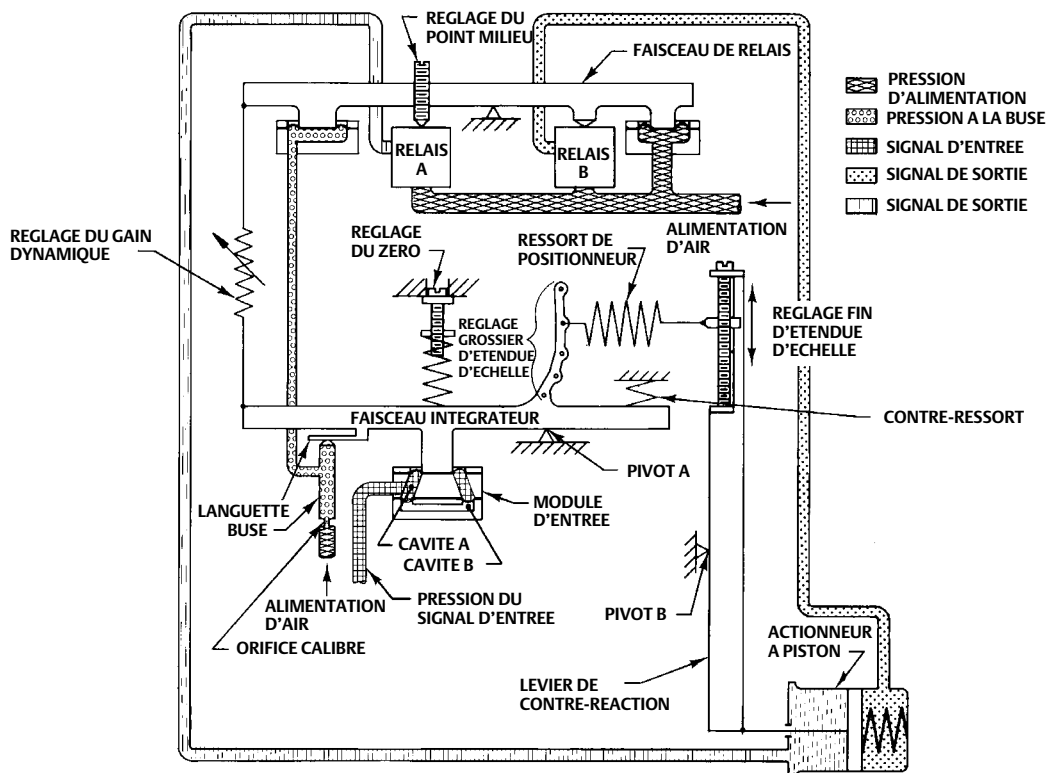 REGLAGE DU
POINT MILIEU
FAISCEAU DE RELAIS
PRESSION
D'ALIMENTATION
PRESSION A LA BUSE
SIGNAL D'ENTREE
SIGNAL DE SORTIE
SIGNAL DE SORTIE
RELAIS
A
RELAIS
B
ALIMENTATION
D'AIR
REGLAGE DU GAIN
DYNAMIQUE
REGLAGE
DU ZERO
RESSORT DE
POSITIONNEUR
REGLAGE
GROSSIER
D'ETENDUE
D'ECHELLE
REGLAGE FIN
D'ETENDUE
D'ECHELLE
FAISCEAU INTEGRATEUR
CONTRE-RESSORT
PIVOT A
LANGUETTE
BUSE
MODULE
D'ENTREE
CAVITE A
CAVITE B
ALIMENTATION
D'AIR
PRESSION DU
SIGNAL D'ENTREE
ORIFICE CALIBRE
PIVOT B
ACTIONNEUR
A PISTON
LEVIER DE
CONTRE-REACTION